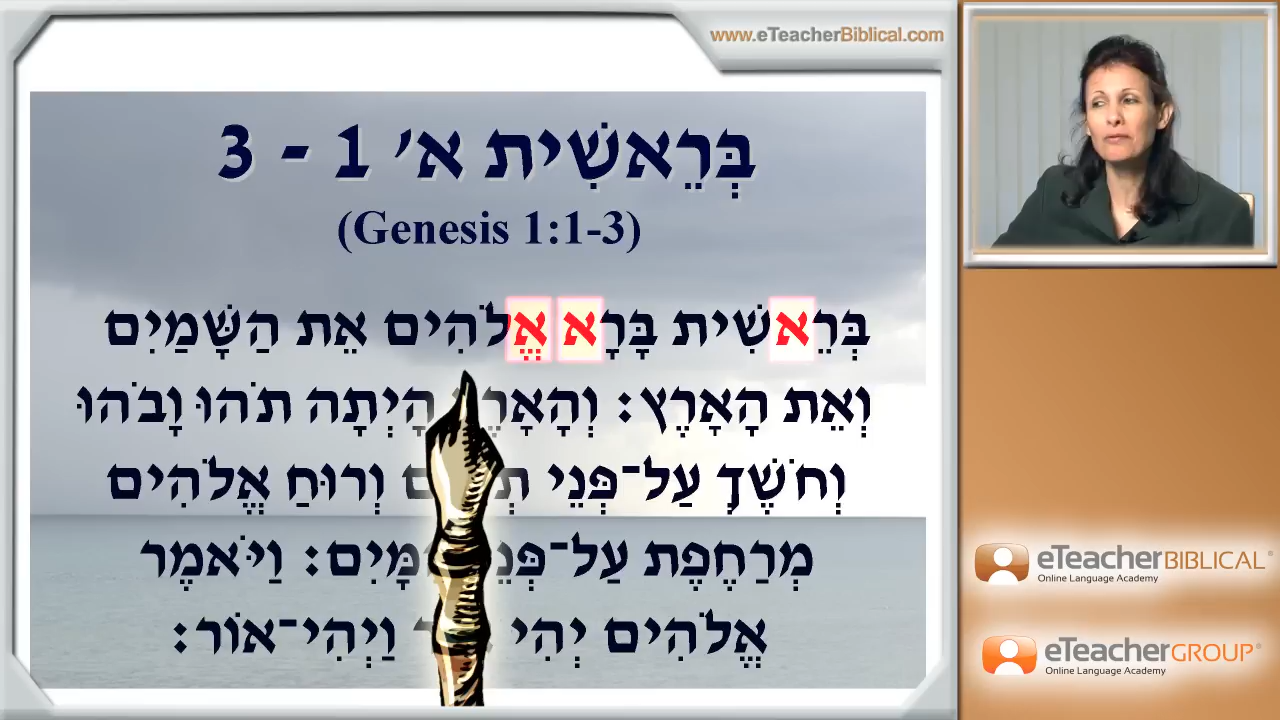 www.eTeacherBiblical.com
בְּרֵאשִׁית א׳ 1 - 3
(Genesis 1:1-3)
בְּרֵאשִׁית בָּרָא אֱלֹהִים אֵת הַשָּׁמַיִם
וְאֵת הָאָרֶץ: וְהָאָרֶץ הָיְתָה תֹהוּ וָבֹהוּ
וְחֹשֶׁךְ עַל־פְּנֵי וְרוּחַ אֱלֹהִים
מְרַחֶפֶת עַל־פְּנֵי הַמָּיִם: וַיֹּאמֶר
אֱלֹהִים יְהִי וַיְהִי־אוֹר:
eTeacherBIBLICAL®
Online Language Academy
eTeacherGROUP®
Online Language Academy